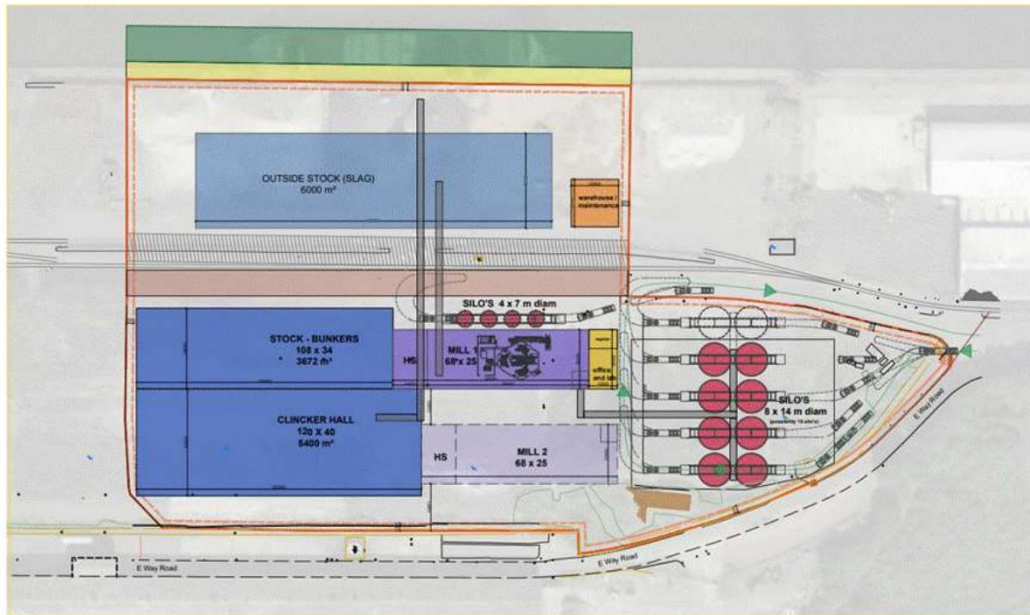 OUTSIDE STOCK (SLAG)
6000 m²
warehouse /
maintenance
SILO'S 4 x 7 m diam
STOCK - BUNKERS
108 x 34
3672 m²
HS
MILL 1
68 x 25
office
and lab
CLINCKER HALL
120 X 40
5400 m²
HS
MILL 2
68 x 25
SILO'S
8 x 14 m diam
E Way Road
E Way Road